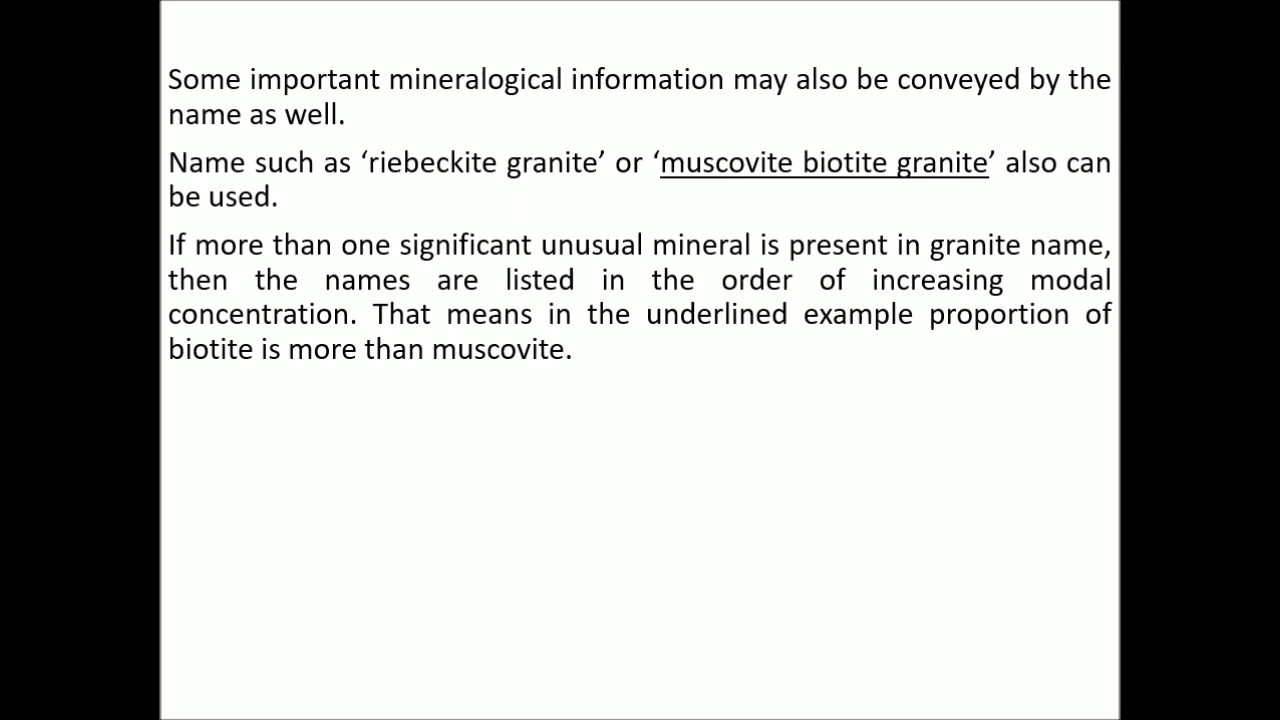 Some important mineralogical information may also be conveyed by the
name as well.
Name such as ‘riebeckite granite’ or ‘muscovite biotite granite’ also can
be used.
If more than one significant unusual mineral is present in granite name,
then the names are listed in the order of increasing modal
concentration. That means in the underlined example proportion of
biotite is more than muscovite.